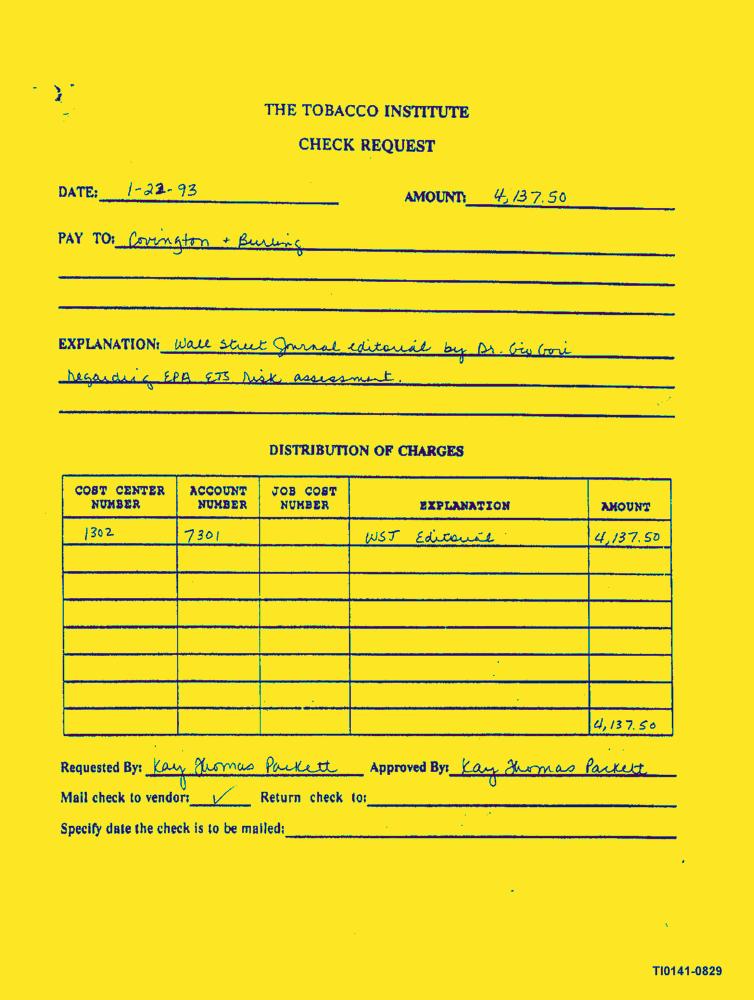 THE TOBACCO INSTITUTE
CHECK REQUEST
DATE: 1-22-93 AMOUNT: 4,137.50
PAY TO: Covington + Burling
EXPLANATION: Wall Street Journal editorial by Dr. Gio Gori
regarding EPA ETS risk assessment.
DISTRIBUTION OF CHARGES
COST CENTER NUMBER ACCOUNT NUMBER JOB COST NUMBER EXPLANATION AMOUNT
1302 7301 WSJ Editorial 4,137.50
4,137.50
Requested By: Kay Thomas Packett Approved By: Kay Thomas Packett
Mail check to vendor: ✓ Return check to:
Specify date the check is to be mailed:
TI0141-0829